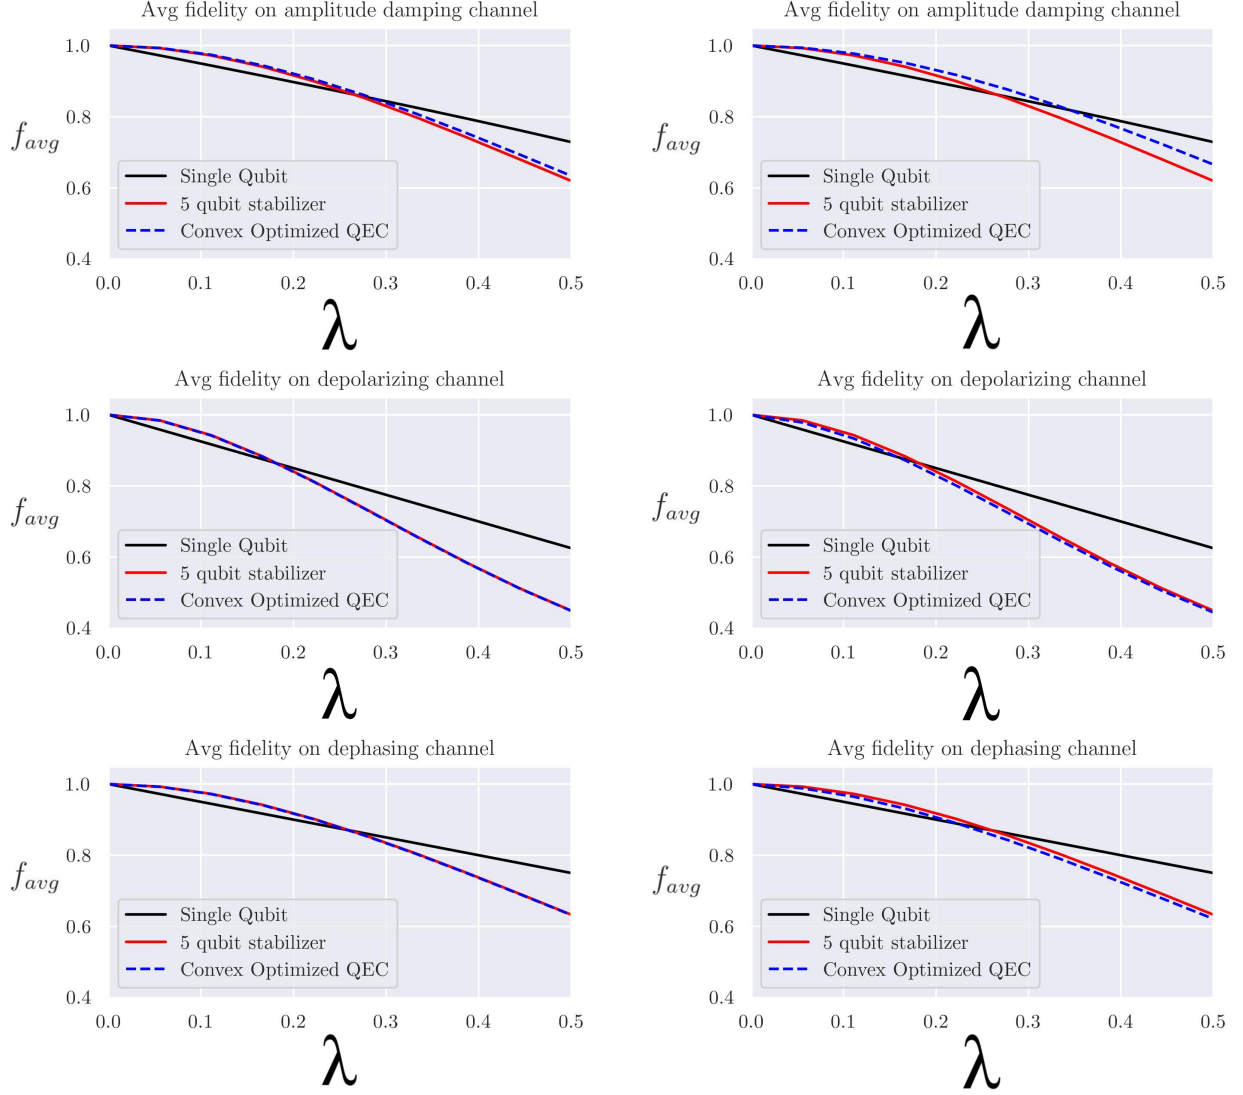 Avg fidelity on amplitude damping channel
1.0
0.8
f_avg
0.6
0.4
Single Qubit
5 qubit stabilizer
Convex Optimized QEC
0.0 0.1 0.2 0.3 0.4 0.5
λ
Avg fidelity on amplitude damping channel
1.0
0.8
f_avg
0.6
0.4
Single Qubit
5 qubit stabilizer
Convex Optimized QEC
0.0 0.1 0.2 0.3 0.4 0.5
λ
Avg fidelity on depolarizing channel
1.0
0.8
f_avg
0.6
0.4
Single Qubit
5 qubit stabilizer
Convex Optimized QEC
0.0 0.1 0.2 0.3 0.4 0.5
λ
Avg fidelity on depolarizing channel
1.0
0.8
f_avg
0.6
0.4
Single Qubit
5 qubit stabilizer
Convex Optimized QEC
0.0 0.1 0.2 0.3 0.4 0.5
λ
Avg fidelity on dephasing channel
1.0
0.8
f_avg
0.6
0.4
Single Qubit
5 qubit stabilizer
Convex Optimized QEC
0.0 0.1 0.2 0.3 0.4 0.5
λ
Avg fidelity on dephasing channel
1.0
0.8
f_avg
0.6
0.4
Single Qubit
5 qubit stabilizer
Convex Optimized QEC
0.0 0.1 0.2 0.3 0.4 0.5
λ